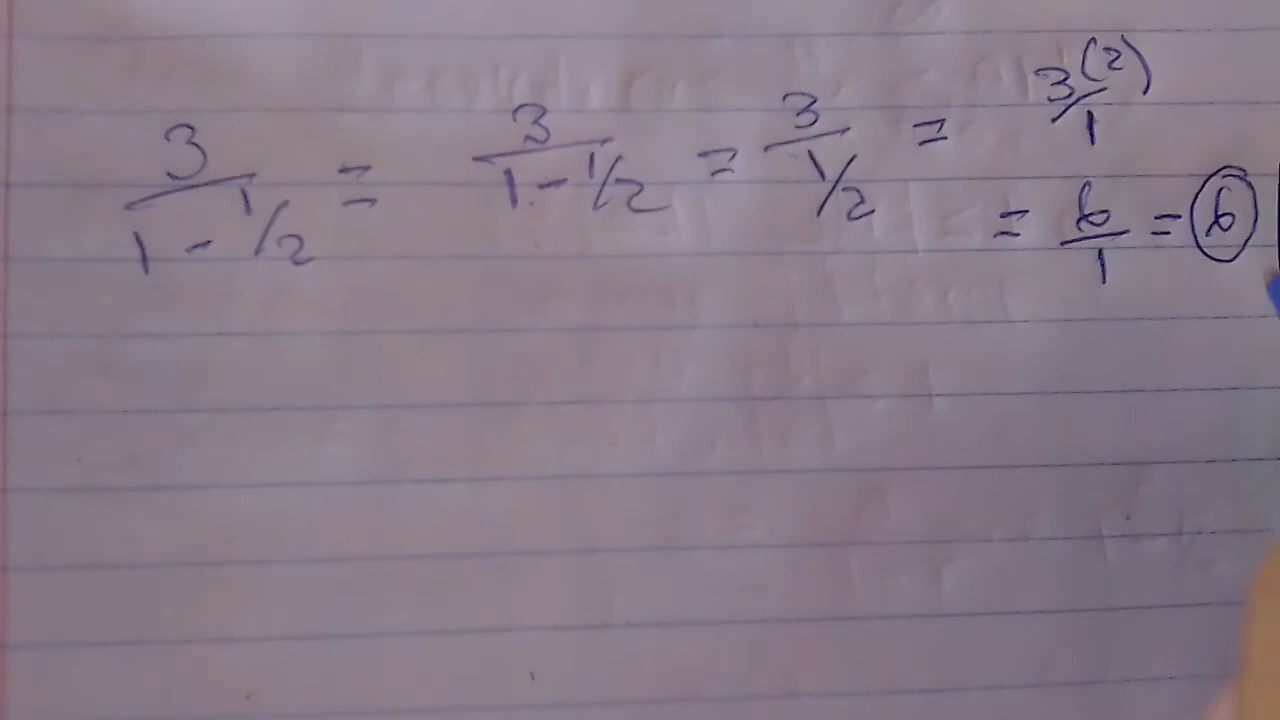 3/(1 - 1/2) = 3/(1 - 1/2) = 3/(1/2) = 3(2)/1
= 6/1 = 6